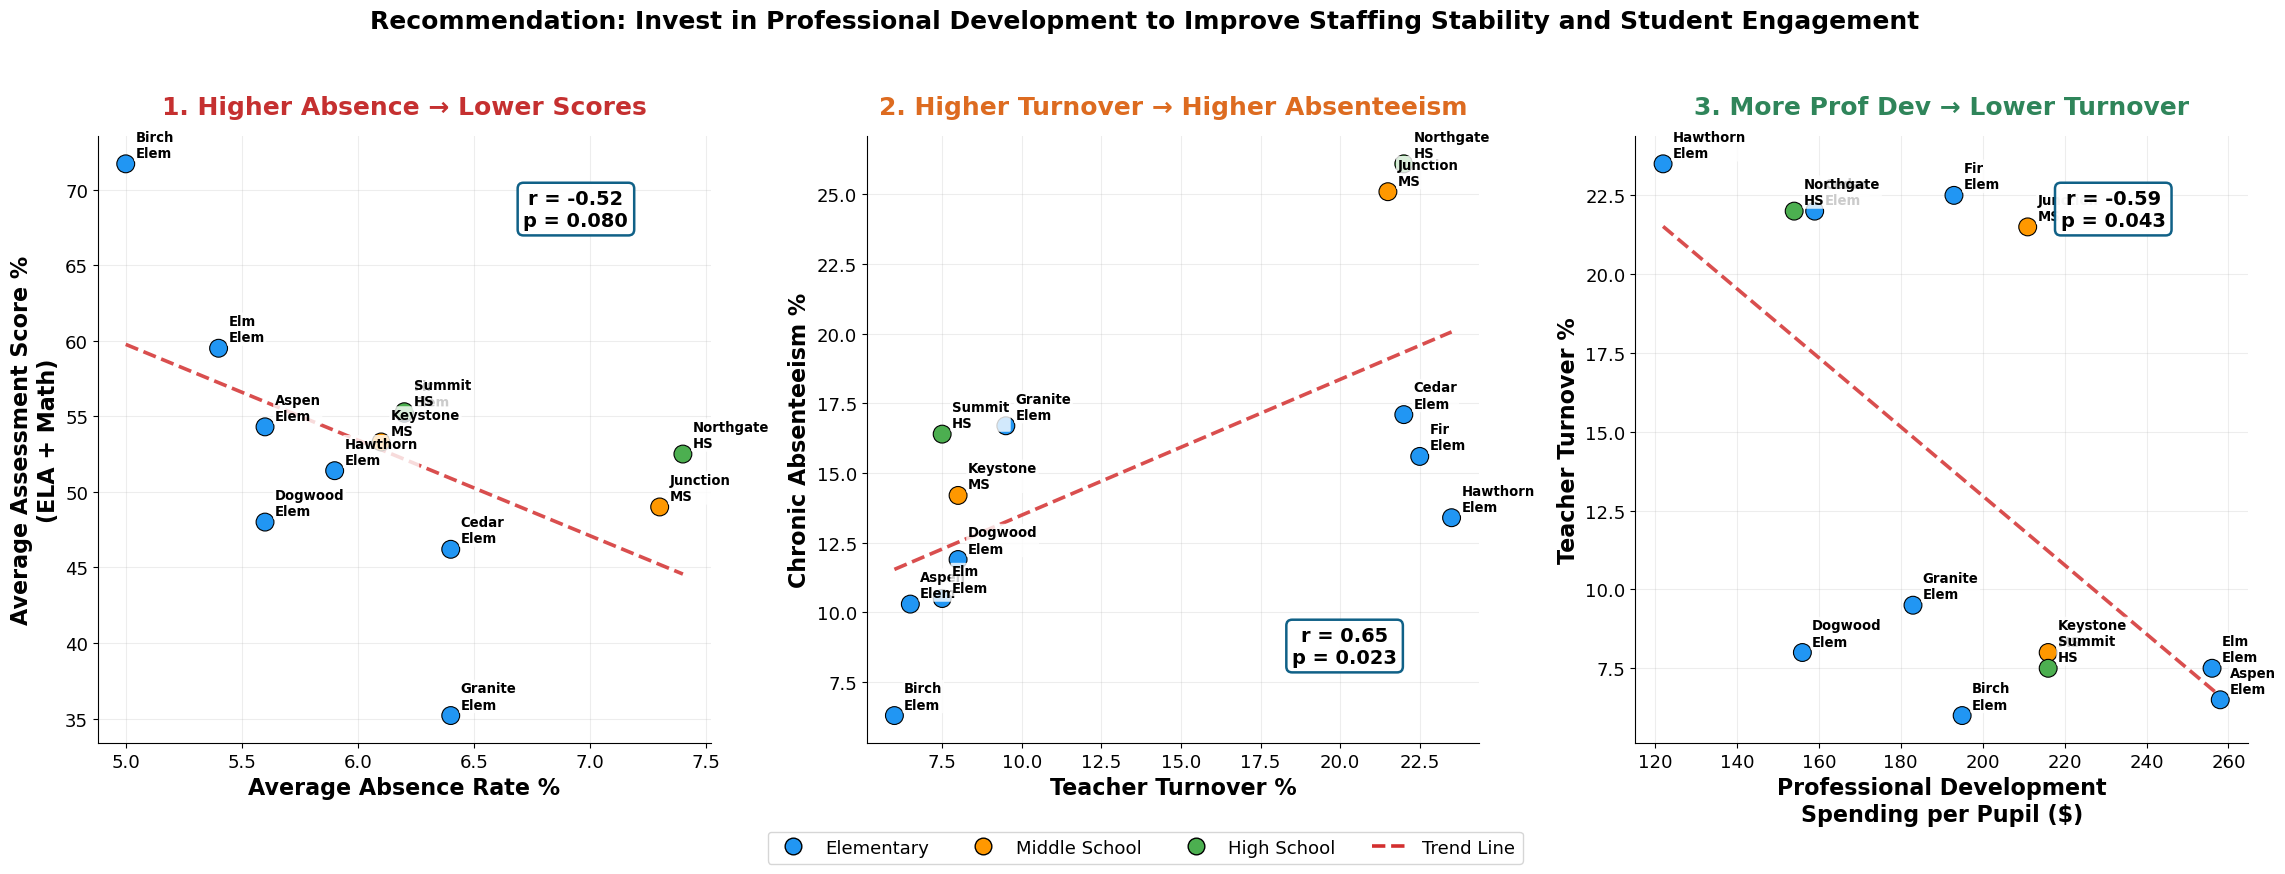 Recommendation: Invest in Professional Development to Improve Staffing Stability and Student Engagement
1. Higher Absence → Lower Scores
Average Assessment Score %
(ELA + Math)
70
65
60
55
50
45
40
35
Birch
Elem
r = -0.52
p = 0.080
Elm
Elem
Aspen
Elem
Summit
HS
Keystone
MS
Hawthorn
Elem
Northgate
HS
Junction
MS
Dogwood
Elem
Cedar
Elem
Granite
Elem
5.0
5.5
6.0
6.5
7.0
7.5
Average Absence Rate %
2. Higher Turnover → Higher Absenteeism
Chronic Absenteeism %
25.0
22.5
20.0
17.5
15.0
12.5
10.0
7.5
Northgate
HS
Junction
MS
Cedar
Elem
Granite
Elem
Summit
HS
Fir
Elem
Keystone
MS
Hawthorn
Elem
Dogwood
Elem
Elm
Elem
Aspen
Elem
r = 0.65
p = 0.023
Birch
Elem
7.5
10.0
12.5
15.0
17.5
20.0
22.5
Teacher Turnover %
3. More Prof Dev → Lower Turnover
Teacher Turnover %
22.5
20.0
17.5
15.0
12.5
10.0
7.5
Hawthorn
Elem
Fir
Elem
Northgate
HS
Elem
MS
r = -0.59
p = 0.043
Granite
Elem
Dogwood
Elem
Keystone
Summit
HS
Elm
Elem
Aspen
Elem
Birch
Elem
120
140
160
180
200
220
240
260
Professional Development
Spending per Pupil ($)
Elementary
Middle School
High School
Trend Line